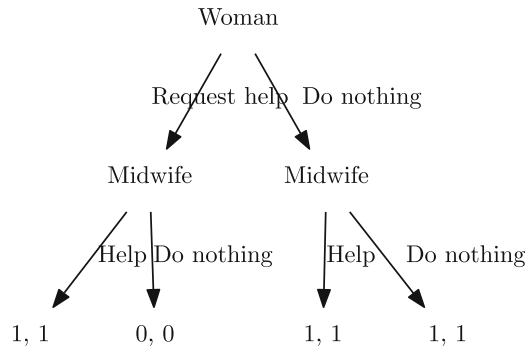 Woman
Request help Do nothing
Midwife Midwife
Help Do nothing Help Do nothing
1, 1 0, 0 1, 1 1, 1